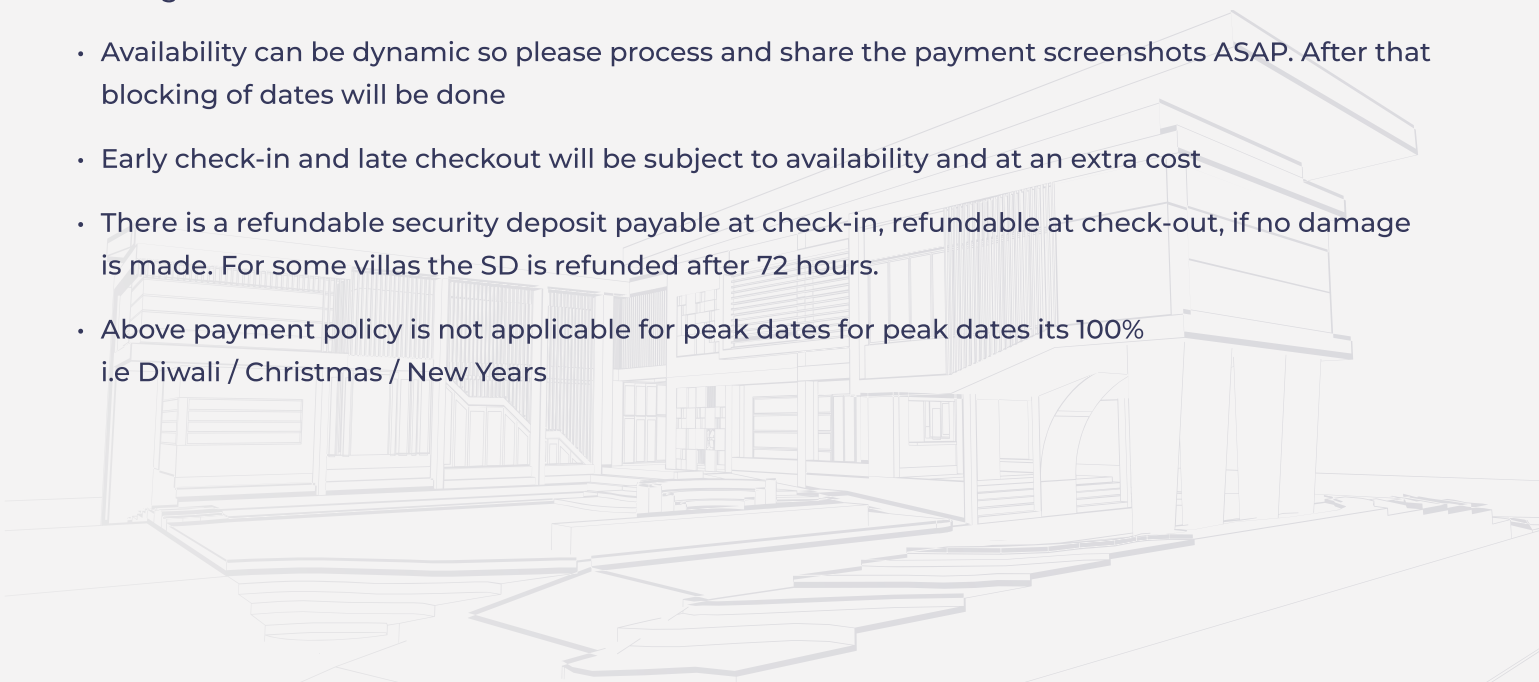 • Availability can be dynamic so please process and share the payment screenshots ASAP. After that
blocking of dates will be done
• Early check-in and late checkout will be subject to availability and at an extra cost
• There is a refundable security deposit payable at check-in, refundable at check-out, if no damage
is made. For some villas the SD is refunded after 72 hours.
• Above payment policy is not applicable for peak dates for peak dates its 100%
i.e Diwali / Christmas / New Years